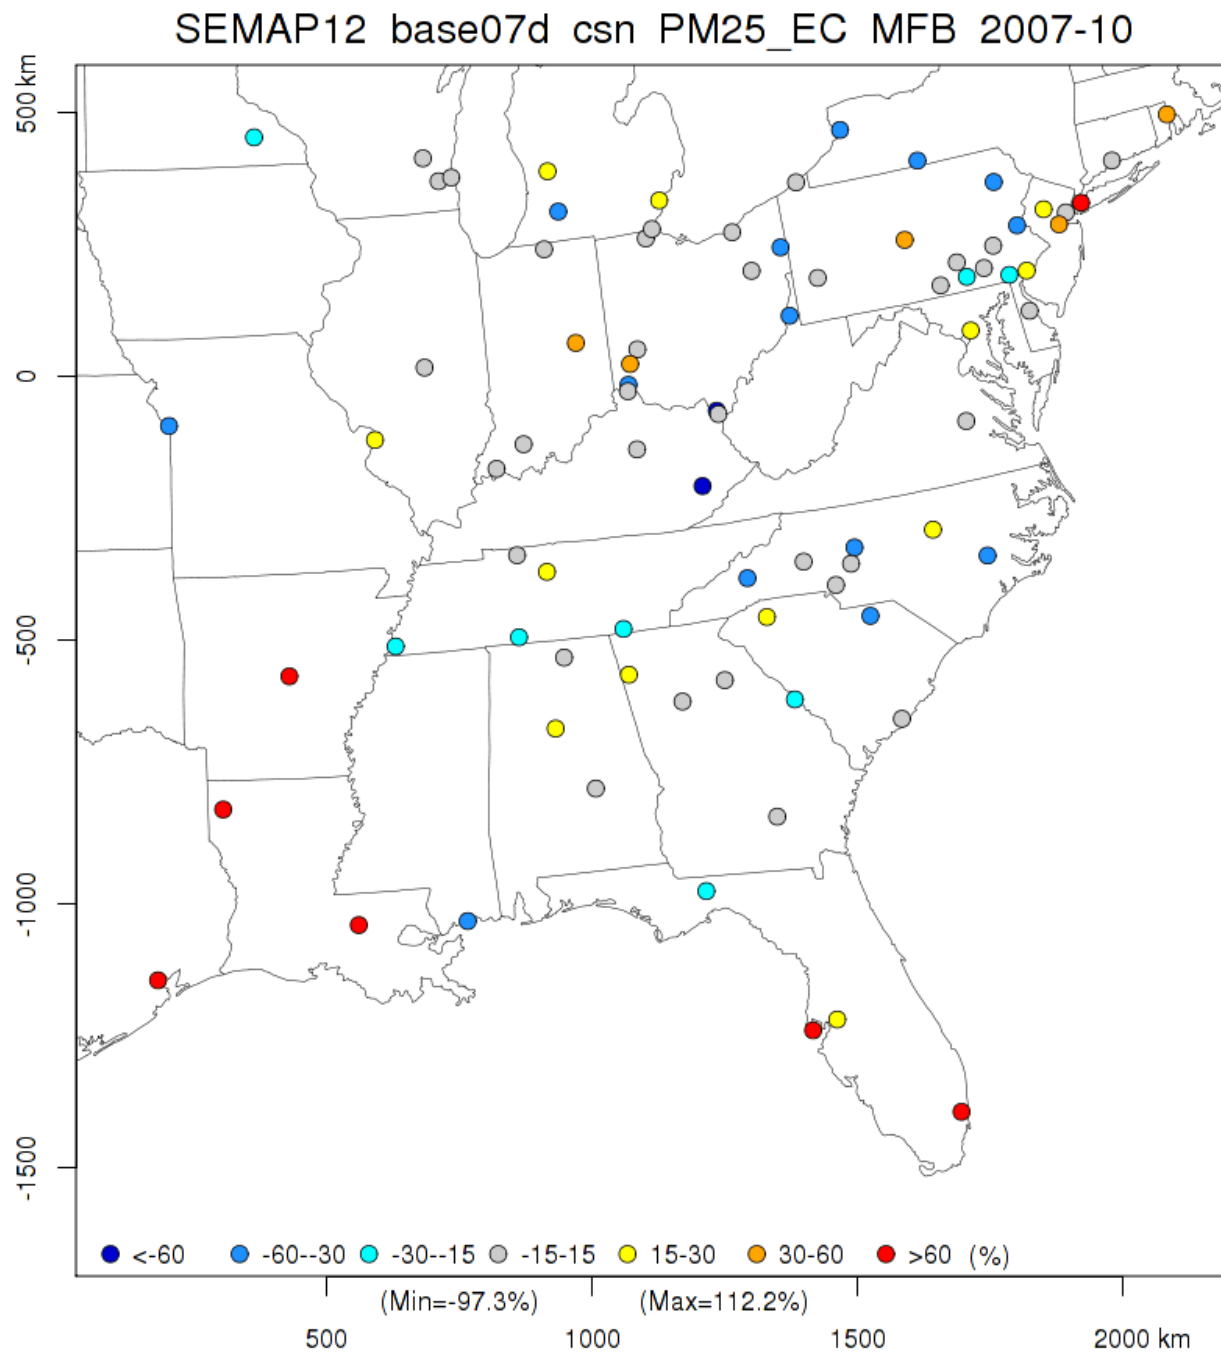 SEMAP12 base07d csn PM25_EC MFB 2007-10
500 km
0
-500
-1000
-1500
<-60 -60--30 -30--15 -15-15 15-30 30-60 >60 (%)
(Min=-97.3%) (Max=112.2%)
500 1000 1500 2000 km